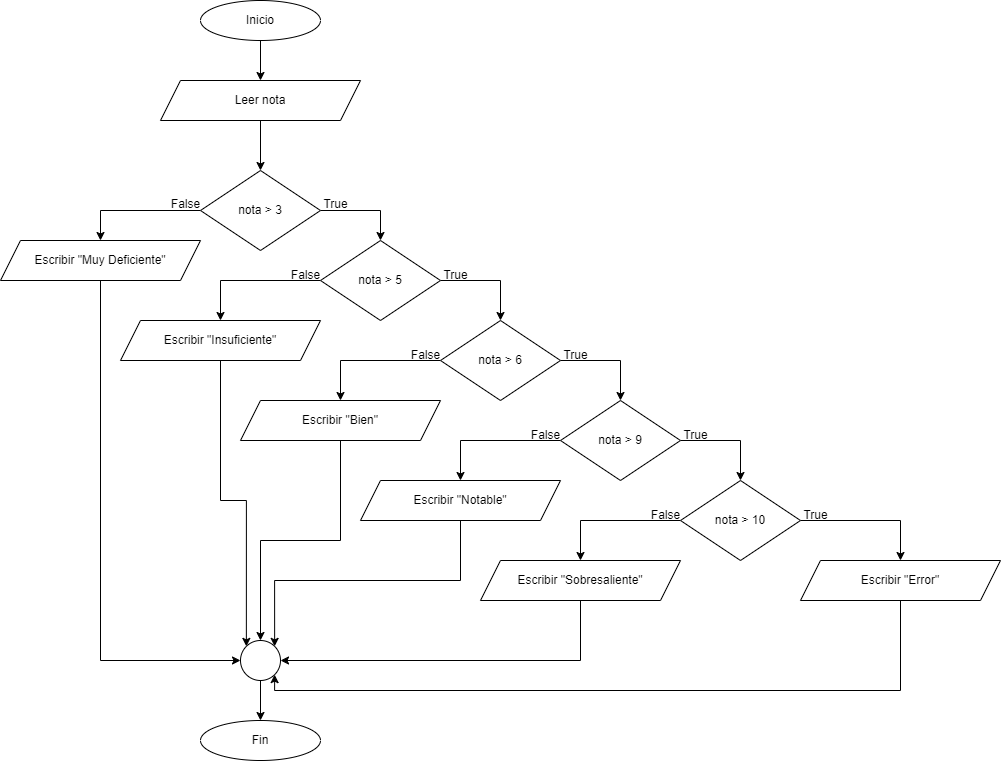 Inicio
Leer nota
False
nota > 3
True
Escribir "Muy Deficiente"
False
nota > 5
True
Escribir "Insuficiente"
False
nota > 6
True
Escribir "Bien"
False
nota > 9
True
Escribir "Notable"
False
nota > 10
True
Escribir "Sobresaliente"
Escribir "Error"
Fin